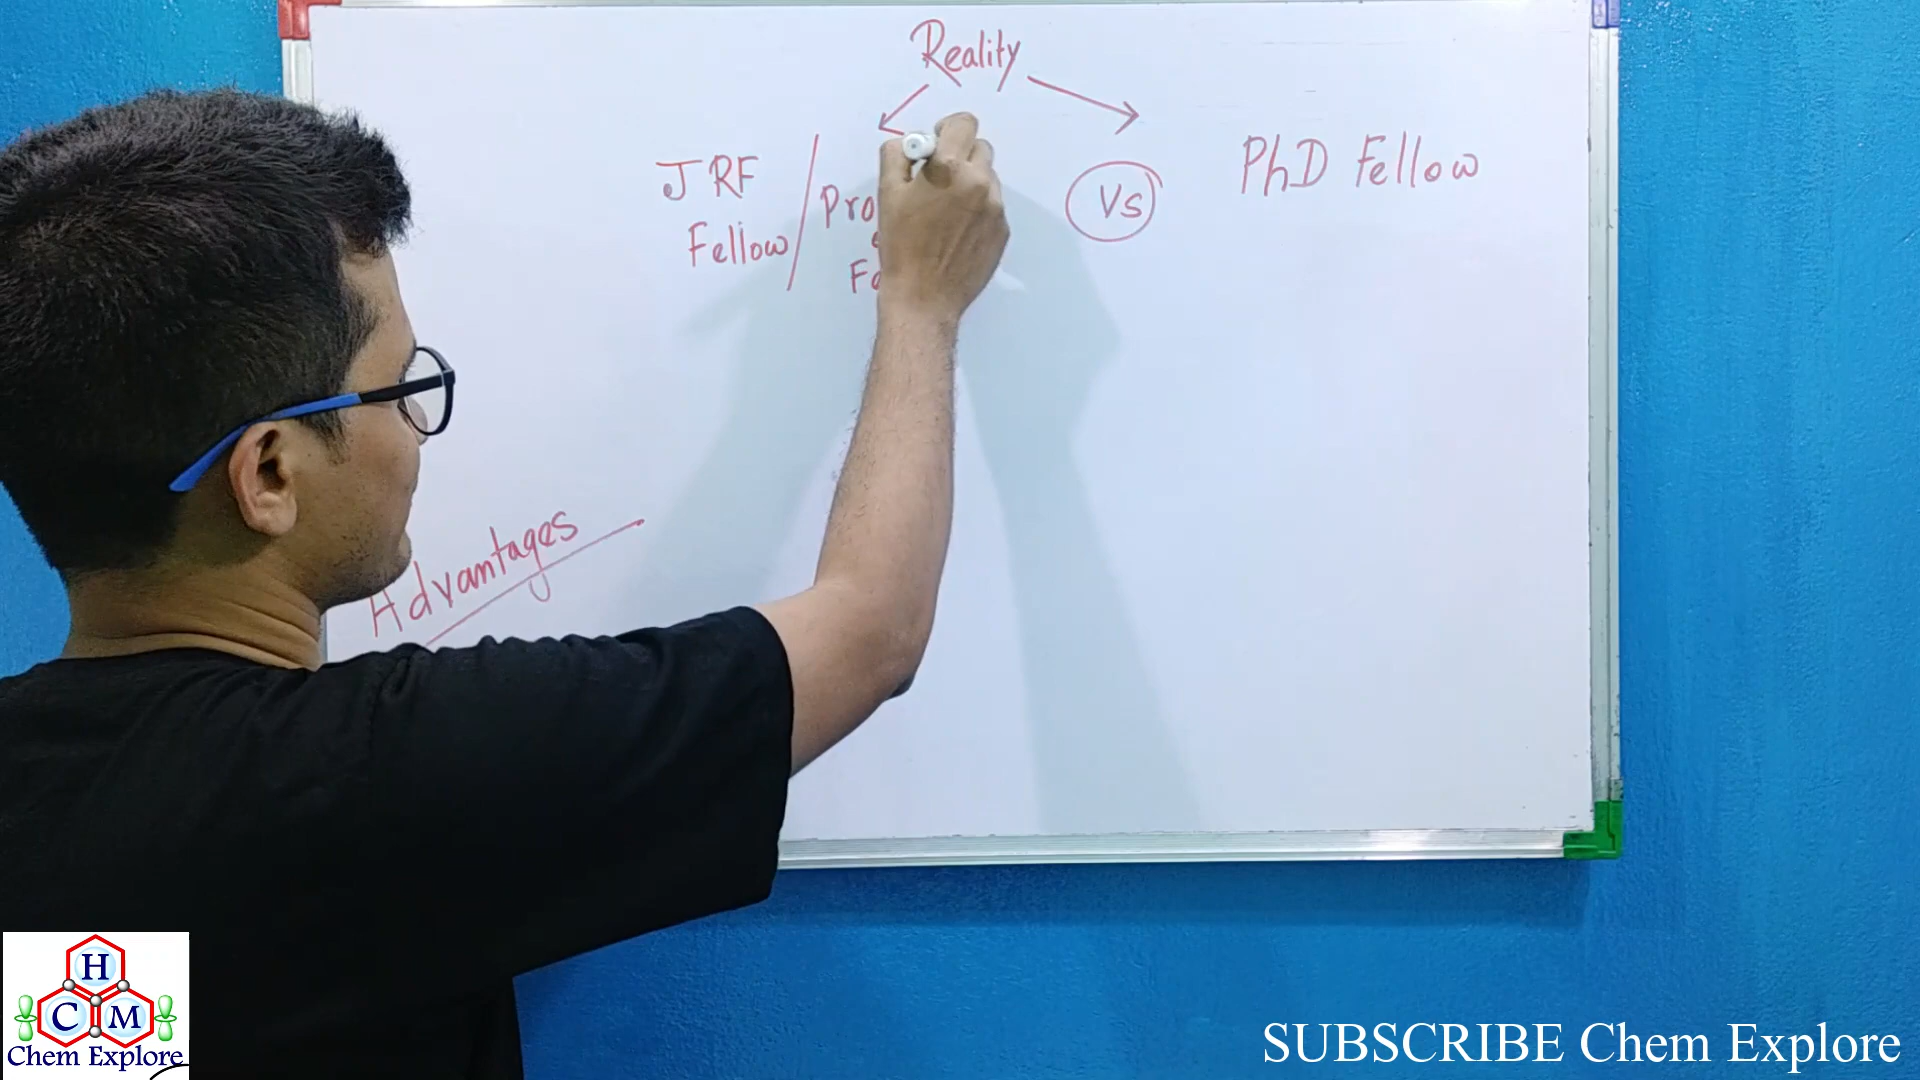 Reality
JRF / 
Fellow
Vs
PhD Fellow
Advantages
H
C M
Chem Explore
SUBSCRIBE Chem Explore